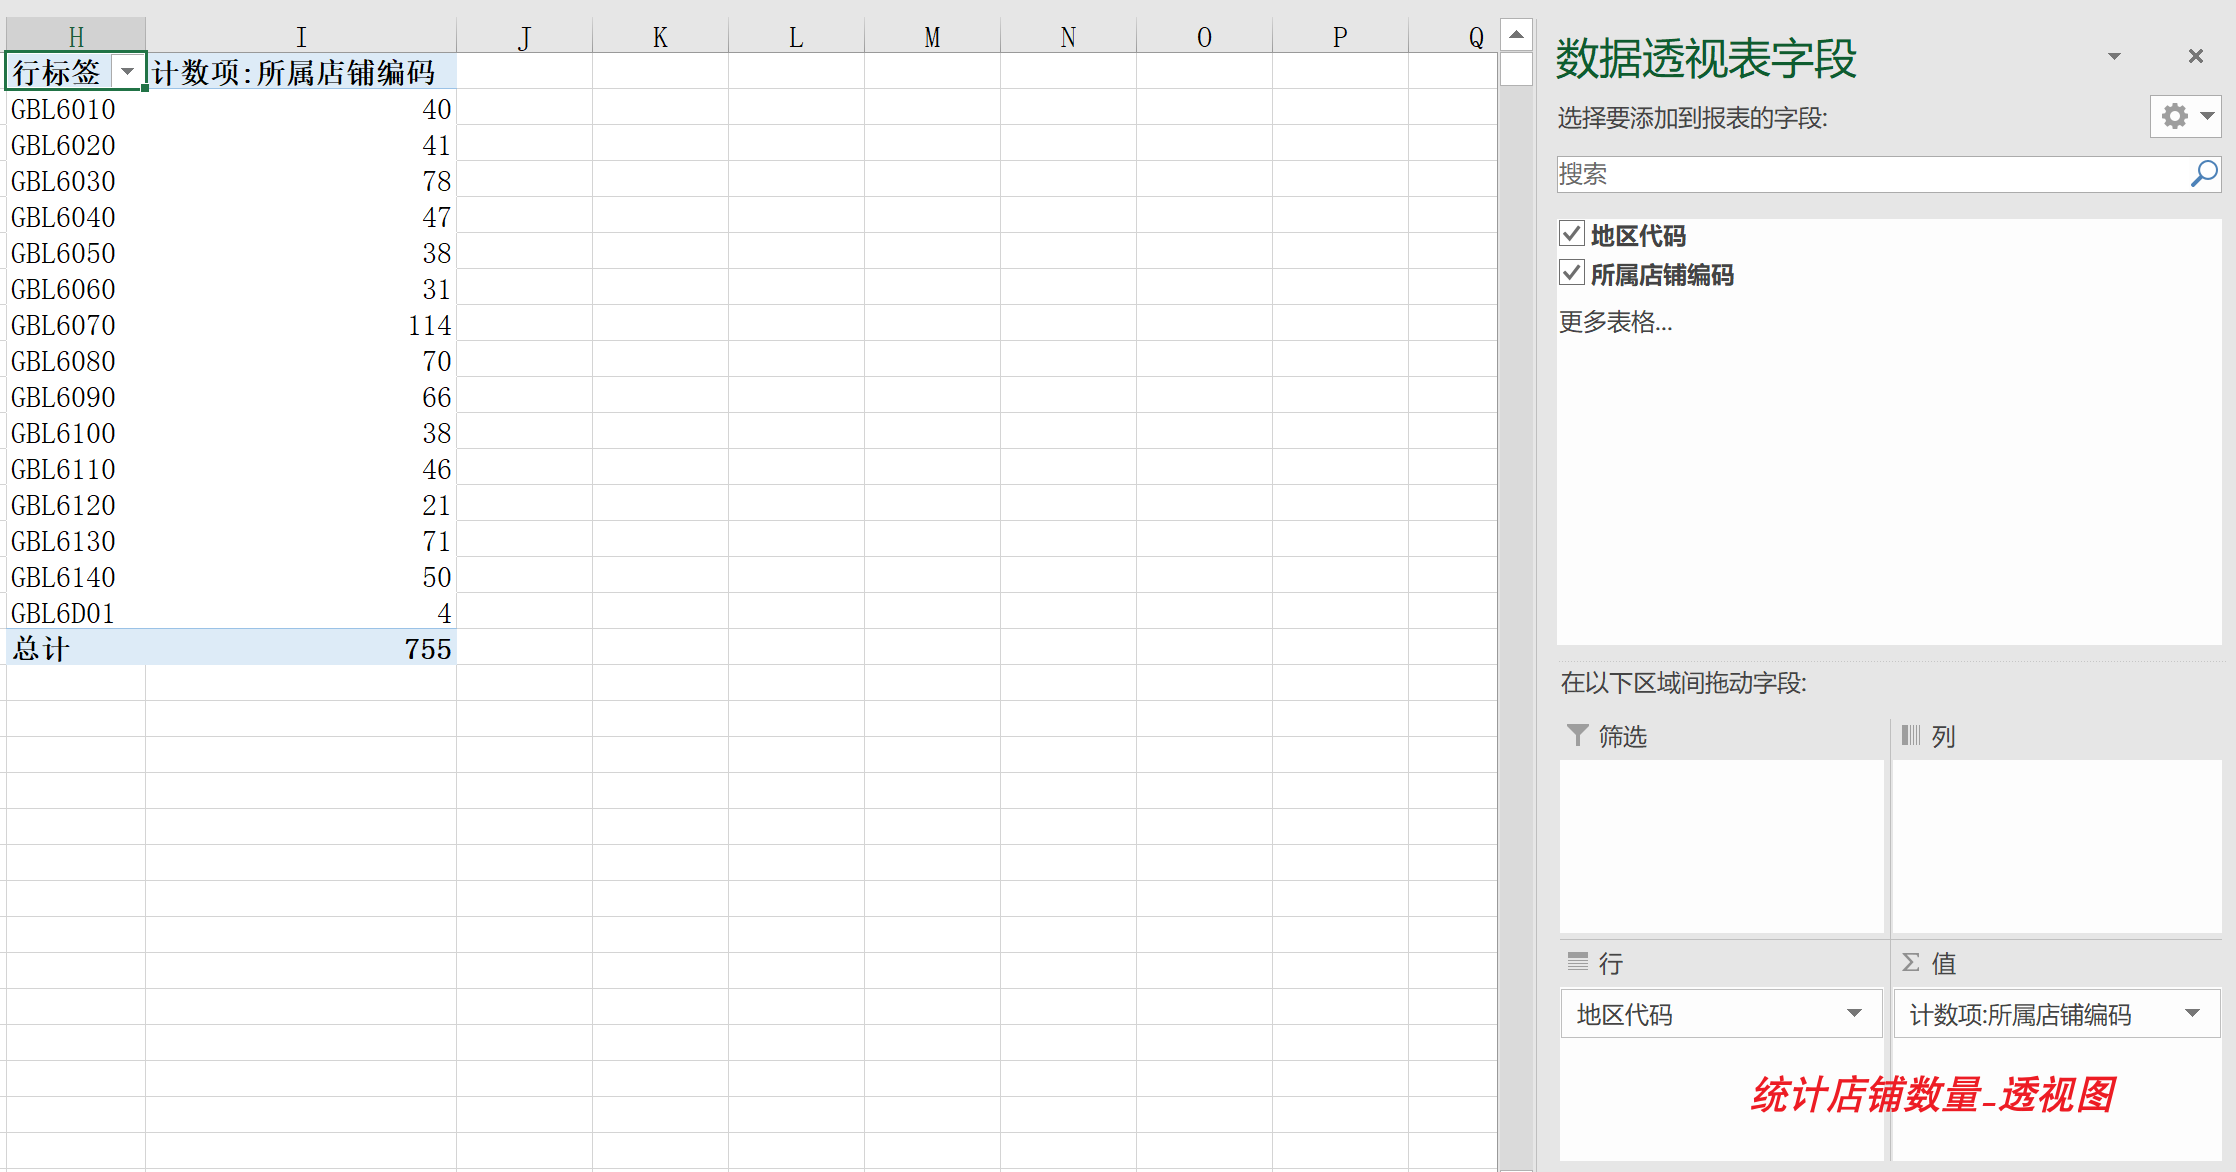 H I J K L M N O P Q
行标签 计数项:所属店铺编码
GBL6010 40
GBL6020 41
GBL6030 78
GBL6040 47
GBL6050 38
GBL6060 31
GBL6070 114
GBL6080 70
GBL6090 66
GBL6100 38
GBL6110 46
GBL6120 21
GBL6130 71
GBL6140 50
GBL6D01 4
总计 755
数据透视表字段
选择要添加到报表的字段:
搜索
地区代码
所属店铺编码
更多表格...
在以下区域间拖动字段:
筛选
列
行
Σ 值
地区代码
计数项:所属店铺编码
统计店铺数量-透视图